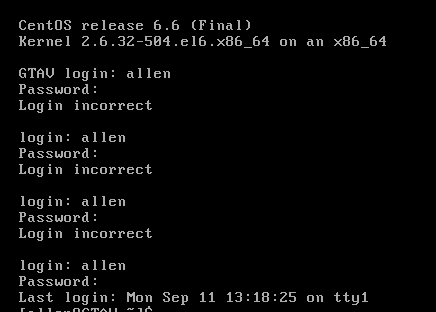 CentOS release 6.6 (Final)
Kernel 2.6.32-504.el6.x86_64 on an x86_64
GTAV login: allen
Password:
Login incorrect
login: allen
Password:
Login incorrect
login: allen
Password:
Login incorrect
login: allen
Password:
Last login: Mon Sep 11 13:18:25 on tty1
[allen@GTAV ~]$